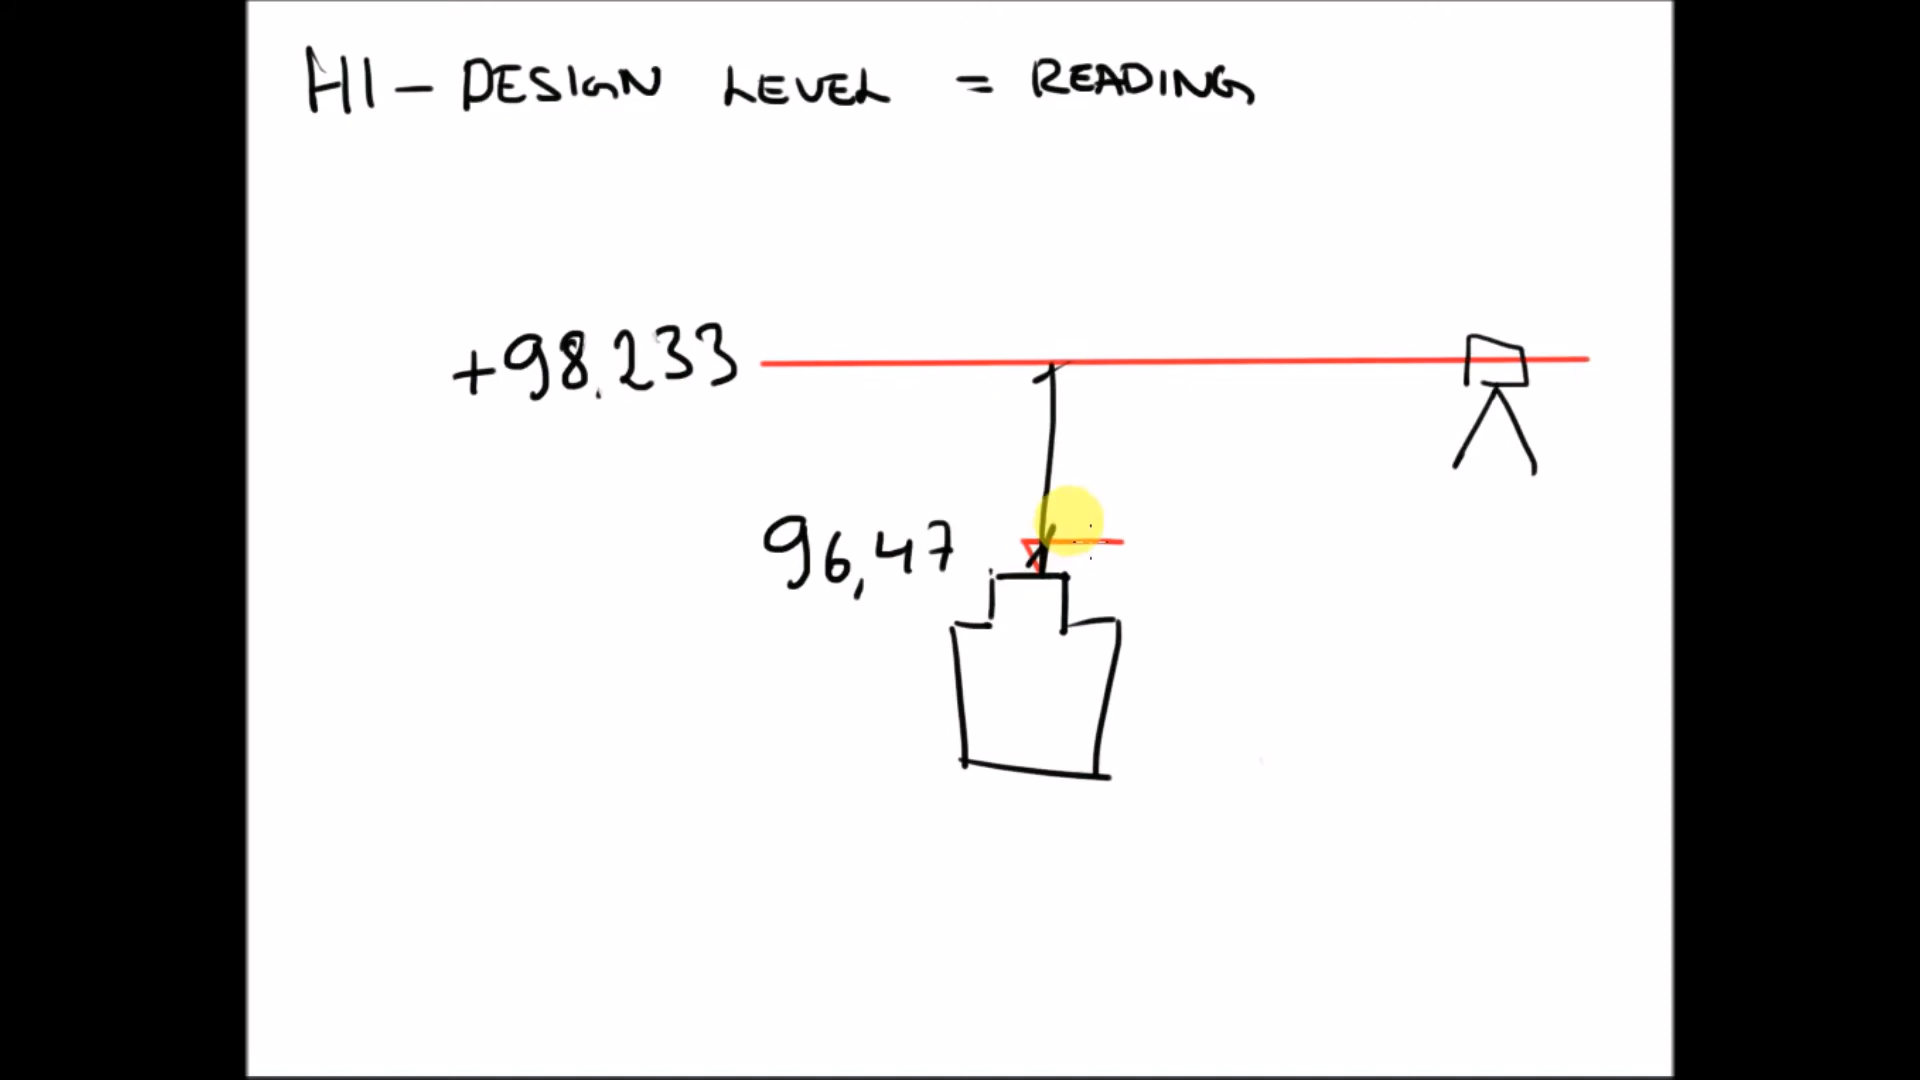 HI - DESIGN LEVEL = READING
+98.233
96,47